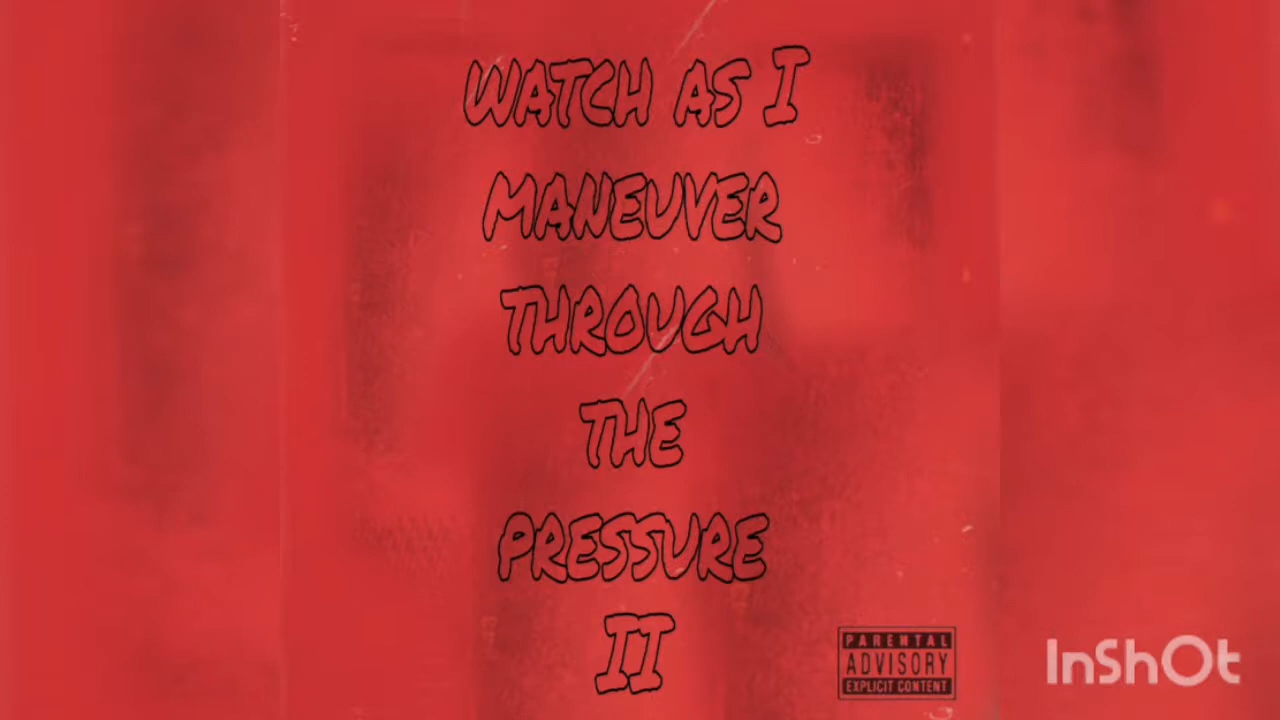 WATCH AS I
MANEUVER
THROUGH
THE
PRESSURE
II
PARENTAL
ADVISORY
EXPLICIT CONTENT
InShOt